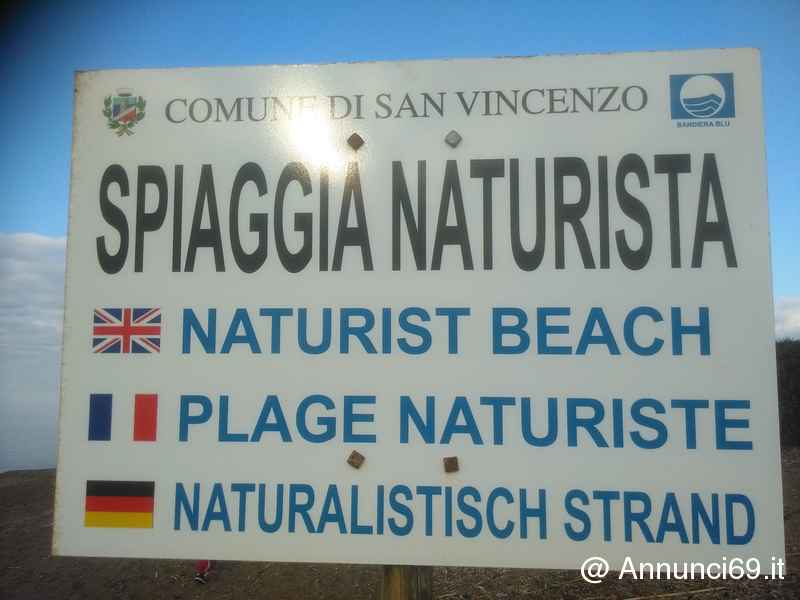 COMUNE DI SAN VINCENZO
BANDIERA BLU
SPIAGGIA NATURISTA
NATURIST BEACH
PLAGE NATURISTE
NATURALISTISCH STRAND
@ Annunci69.it